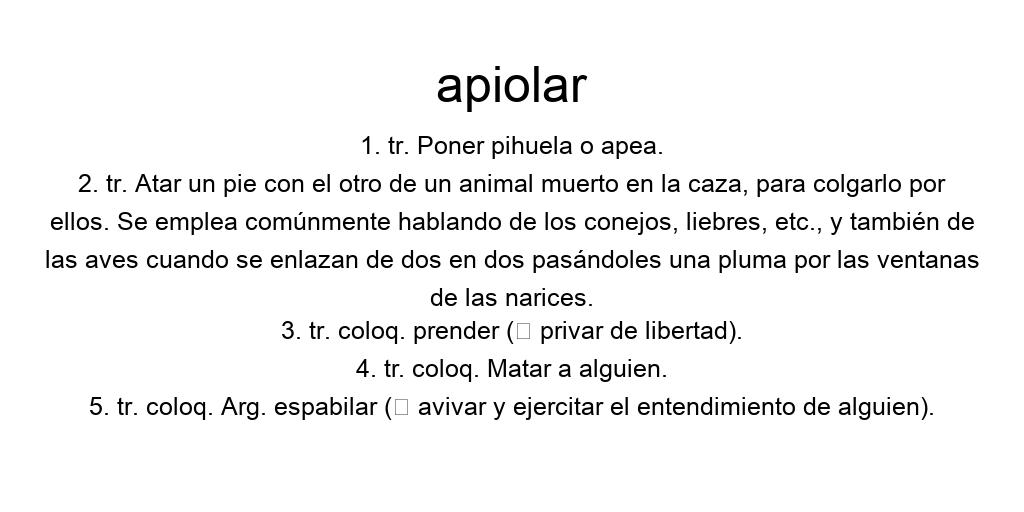 apiolar
1. tr. Poner pihuela o apea.
2. tr. Atar un pie con el otro de un animal muerto en la caza, para colgarlo por
ellos. Se emplea comúnmente hablando de los conejos, liebres, etc., y también de
las aves cuando se enlazan de dos en dos pasándoles una pluma por las ventanas
de las narices.
3. tr. coloq. prender (▯ privar de libertad).
4. tr. coloq. Matar a alguien.
5. tr. coloq. Arg. espabilar (▯ avivar y ejercitar el entendimiento de alguien).